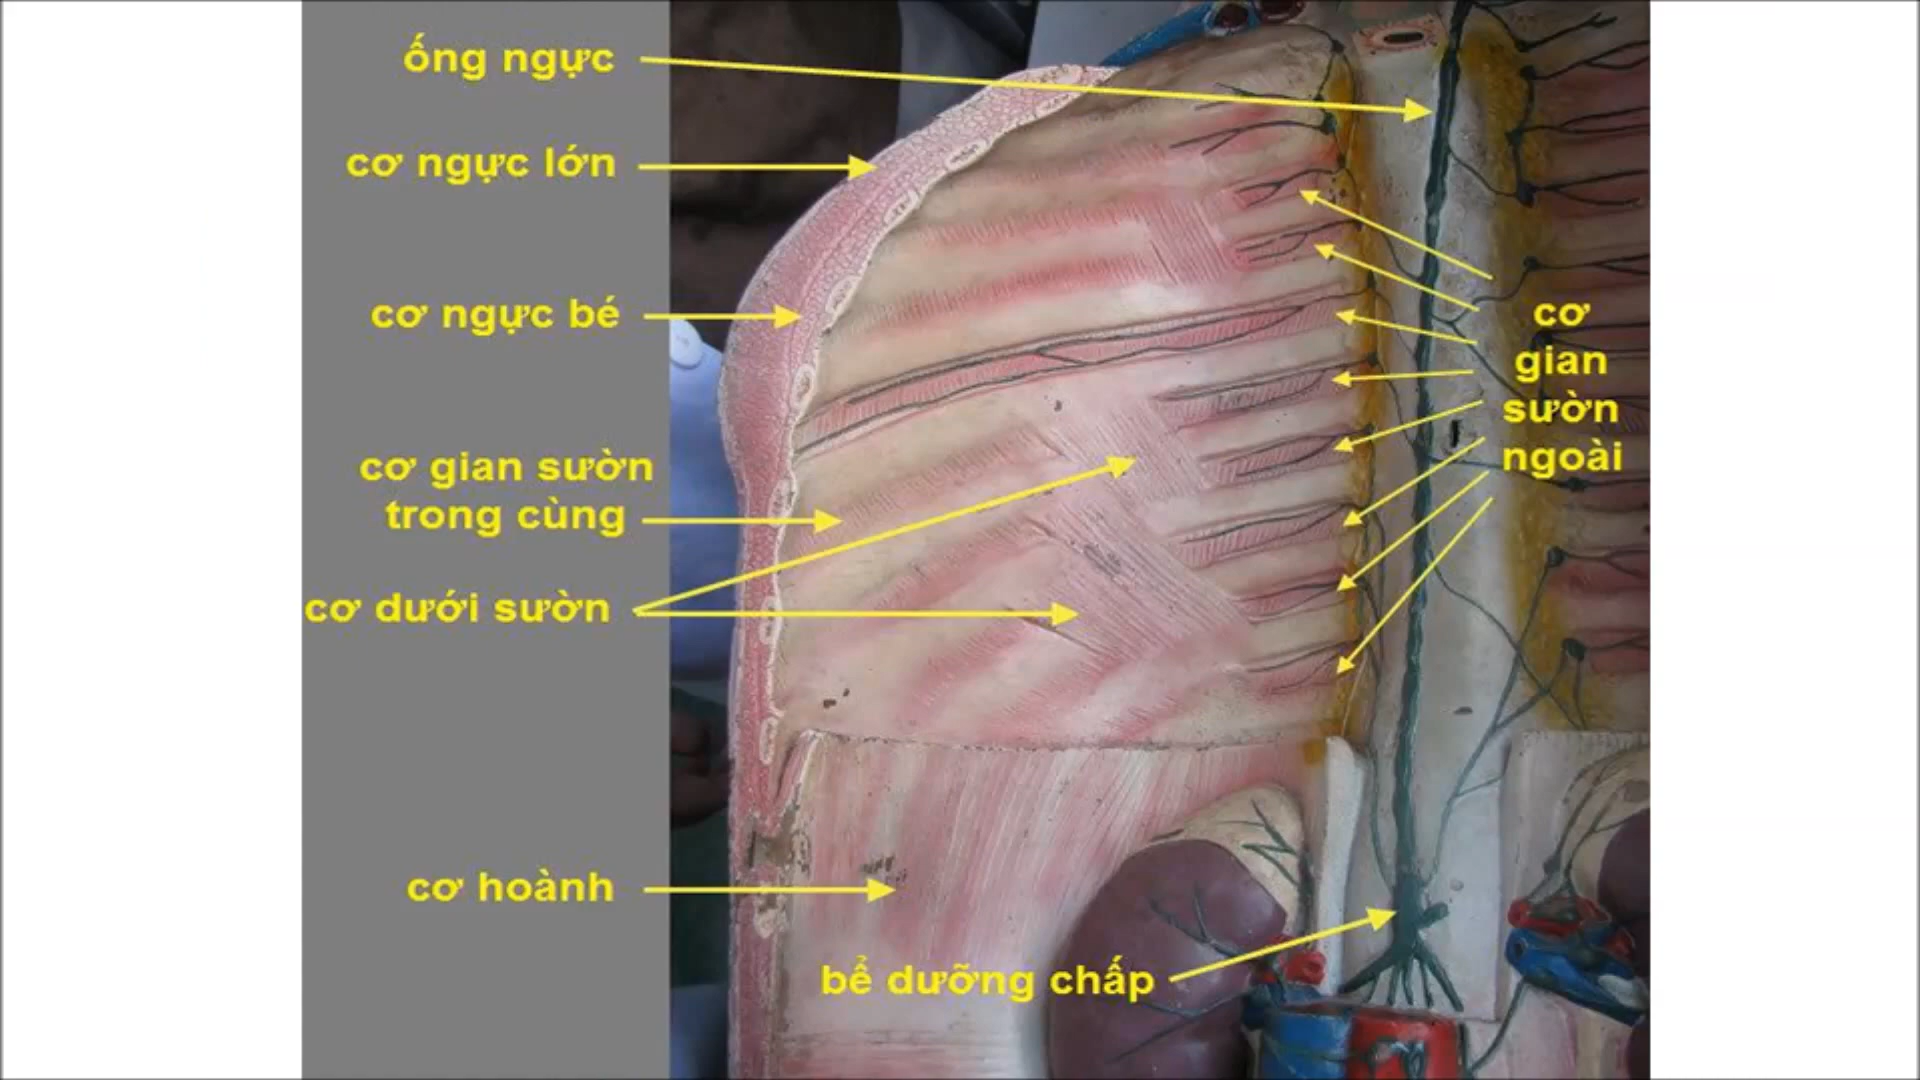 ống ngực
cơ ngực lớn
cơ ngực bé
cơ gian sườn
trong cùng
cơ dưới sườn
cơ hoành
bể dưỡng chấp
cơ
gian
sườn
ngoài